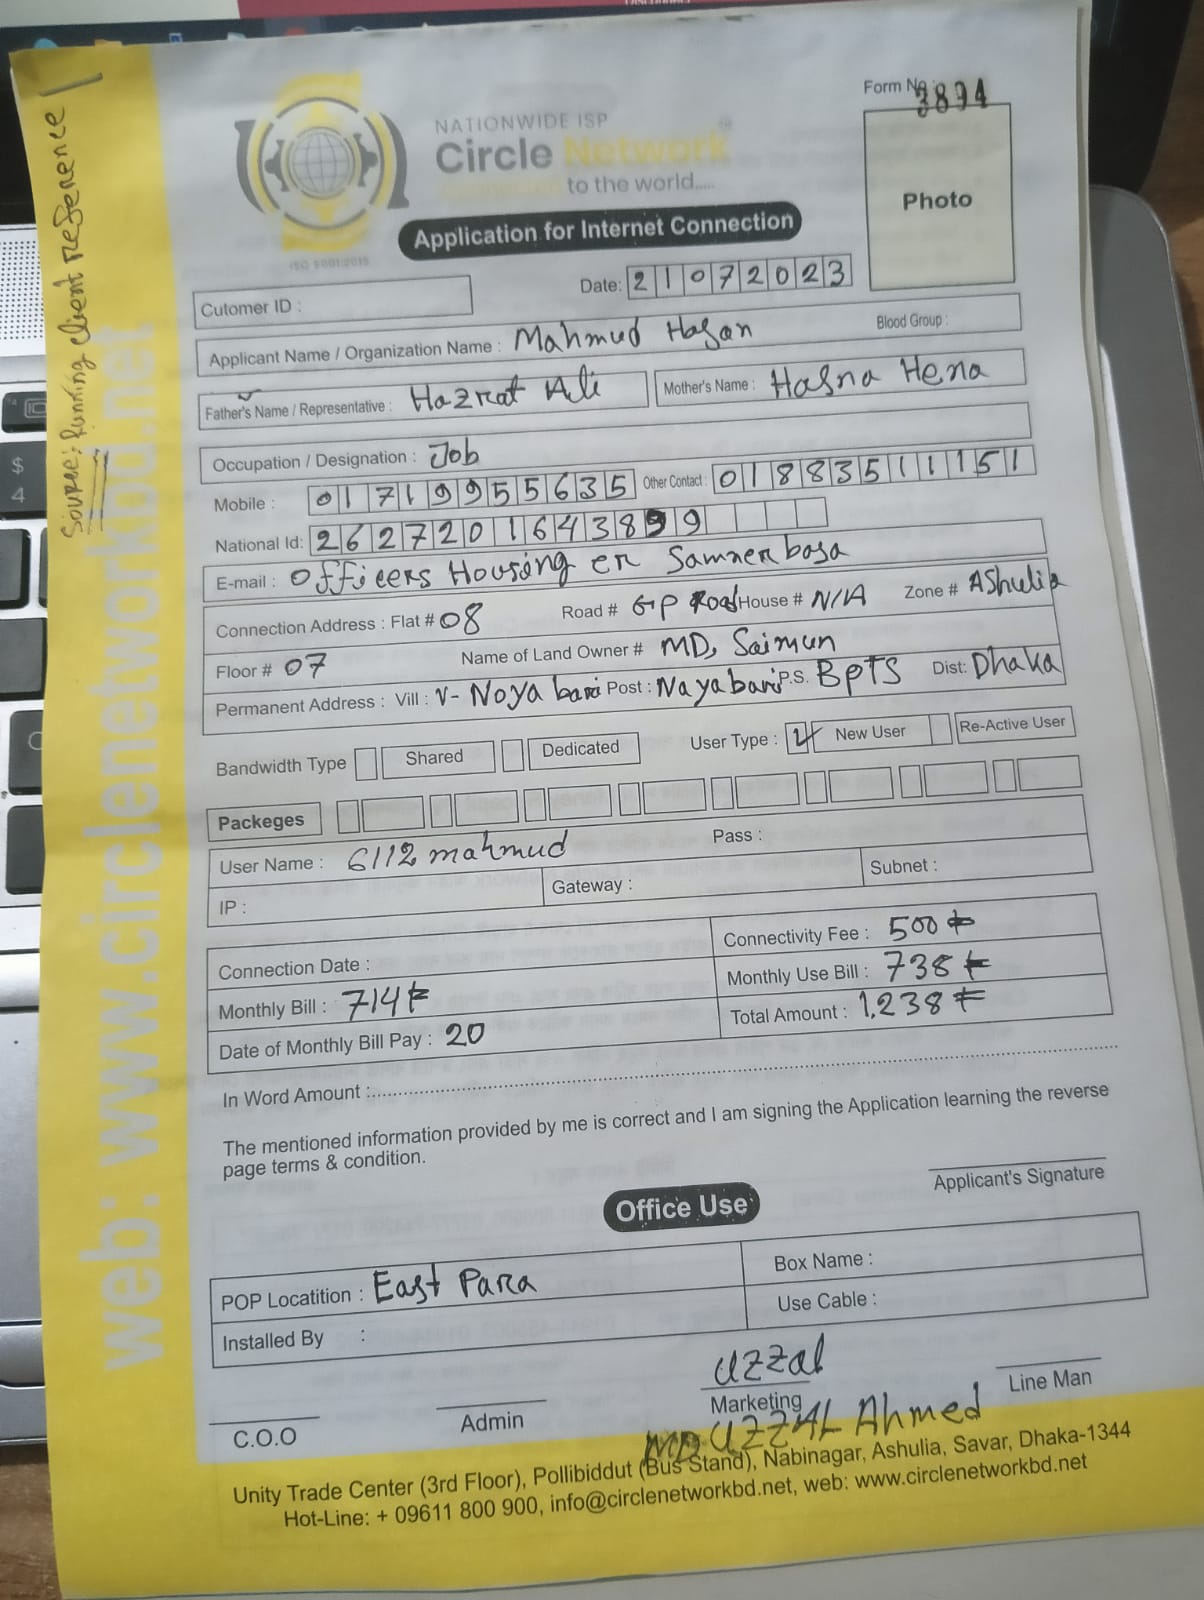 Form No 3894
NATIONWIDE ISP
Circle Network
to the world.....
Photo
Application for Internet Connection
ISO 9001:2015
Date: 21072023
Cutomer ID :
Applicant Name / Organization Name : Mahmud Hasan Blood Group :
Father's Name / Representative : Hazrat Ali Mother's Name : Hasna Hena
Occupation / Designation : Job
Mobile : 01719955635 Other Contact : 01883511151
National Id: 2627201643899
E-mail : Officers Housing er Samner basa
Connection Address : Flat # 08 Road # GP Road House # N/A Zone # AShulia
Floor # 07 Name of Land Owner # MD, Saimun
Permanent Address : Vill : V- Noya bari Post : Nayabari P.S. BPTS Dist: Dhaka
Bandwidth Type Shared Dedicated User Type : New User Re-Active User
Packeges
User Name : 6112 mahmud Pass :
IP : Gateway : Subnet :
Connection Date : Connectivity Fee : 500
Monthly Bill : 714 Monthly Use Bill : 738
Date of Monthly Bill Pay : 20 Total Amount : 1,238
In Word Amount :
The mentioned information provided by me is correct and I am signing the Application learning the reverse
page terms & condition.
Applicant's Signature
Office Use
POP Locatition : East Para Box Name :
Installed By : Use Cable :
Uzzal
C.O.O Admin Marketing Line Man
MD UZZAL Ahmed
Unity Trade Center (3rd Floor), Pollibiddut (Bus Stand), Nabinagar, Ashulia, Savar, Dhaka-1344
Hot-Line: + 09611 800 900, info@circlenetworkbd.net, web: www.circlenetworkbd.net
Source: Running client Reference
web: www.circlenetworkbd.net
$
4